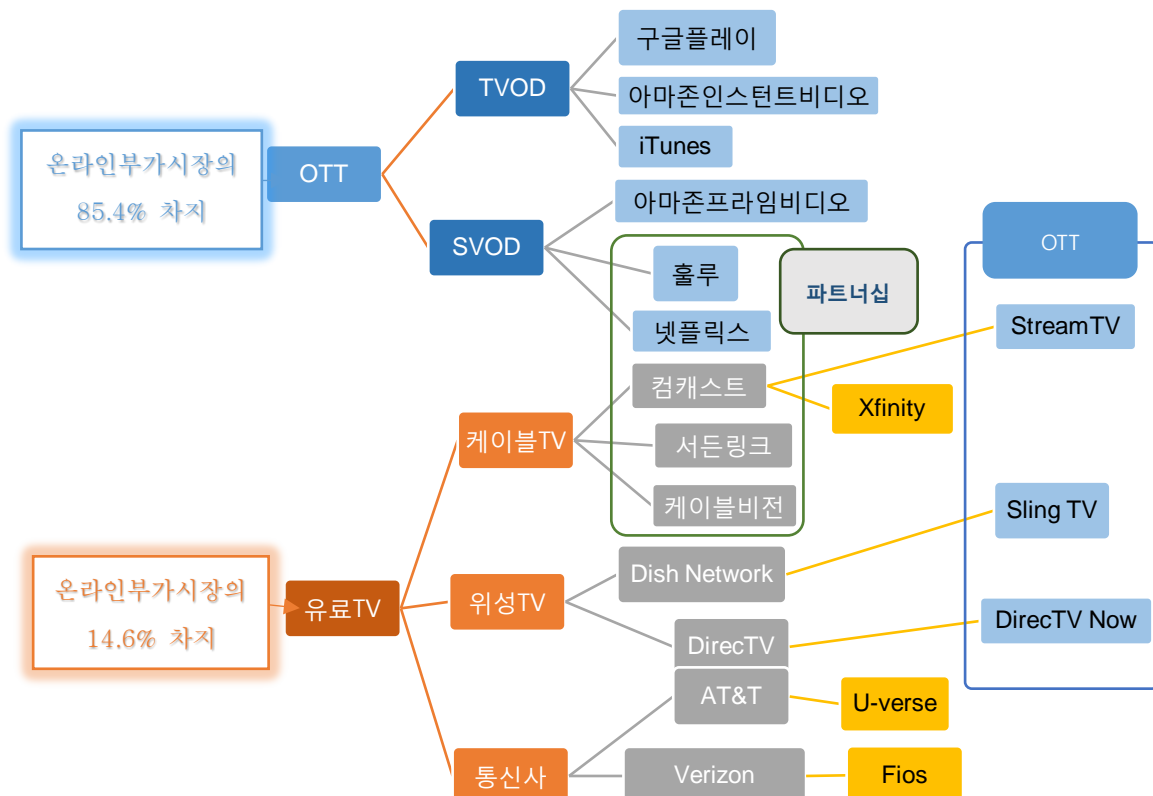 구글플레이
TVOD
아마존인스턴트비디오
iTunes
온라인부가시장의
85.4% 차지
OTT
아마존프라임비디오
SVOD
훌루
넷플릭스
파트너십
OTT
StreamTV
컴캐스트
Xfinity
케이블TV
서든링크
케이블비전
Sling TV
온라인부가시장의
14.6% 차지
유료TV
위성TV
Dish Network
DirecTV
DirecTV Now
AT&T
U-verse
통신사
Verizon
Fios